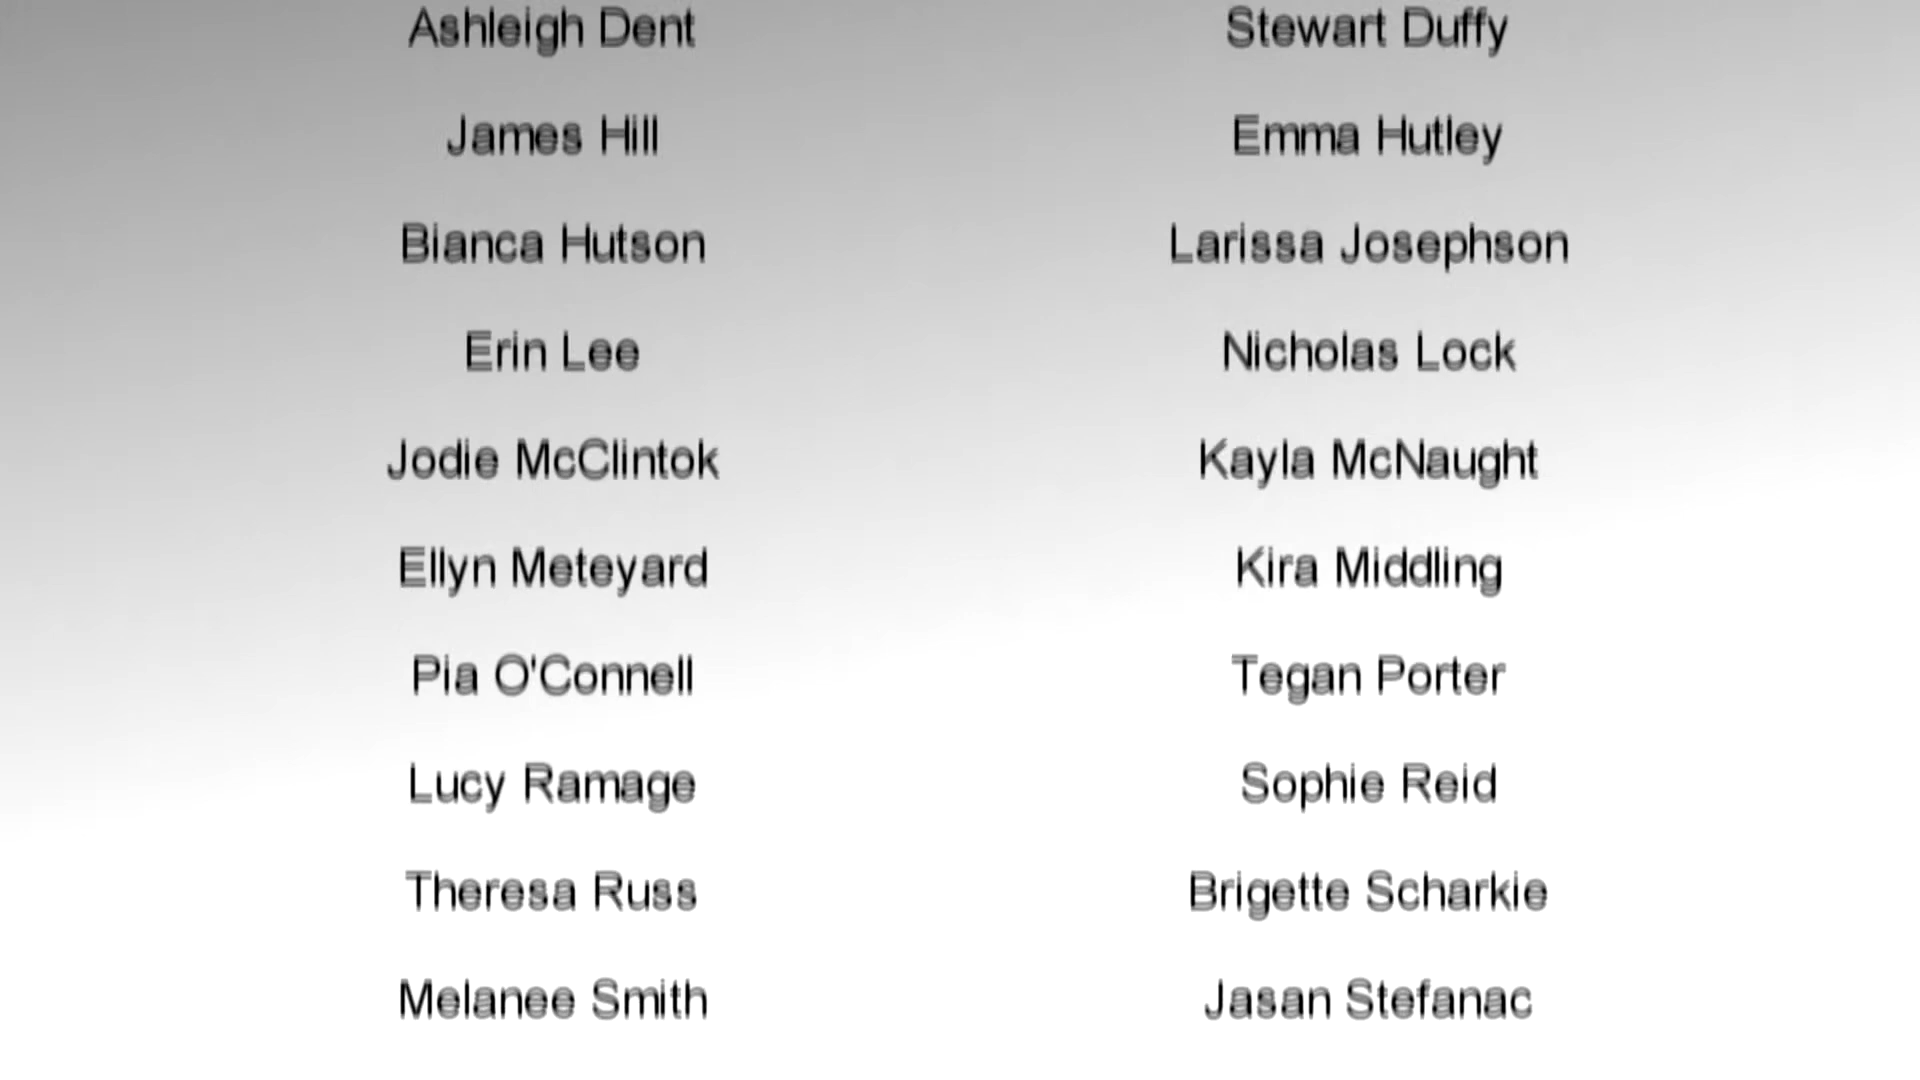 Ashleigh Dent Stewart Duffy
James Hill Emma Hutley
Bianca Hutson Larissa Josephson
Erin Lee Nicholas Lock
Jodie McClintok Kayla McNaught
Ellyn Meteyard Kira Middling
Pia O'Connell Tegan Porter
Lucy Ramage Sophie Reid
Theresa Russ Brigette Scharkie
Melanee Smith Jasan Stefanac